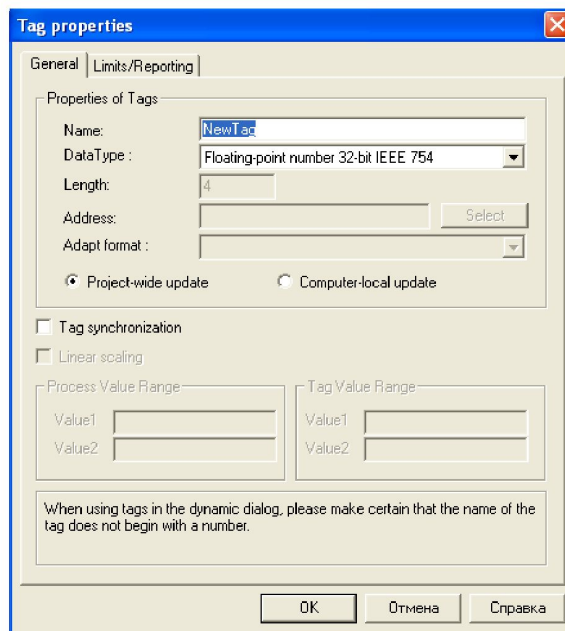 Tag properties
General Limits/Reporting
Properties of Tags
Name: NewTag
DataType : Floating-point number 32-bit IEEE 754
Length: 4
Address: Select
Adapt format :
Project-wide update Computer-local update
Tag synchronization
Linear scaling
Process Value Range Tag Value Range
Value1 Value1
Value2 Value2
When using tags in the dynamic dialog, please make certain that the name of the
tag does not begin with a number.
OK Отмена Справка